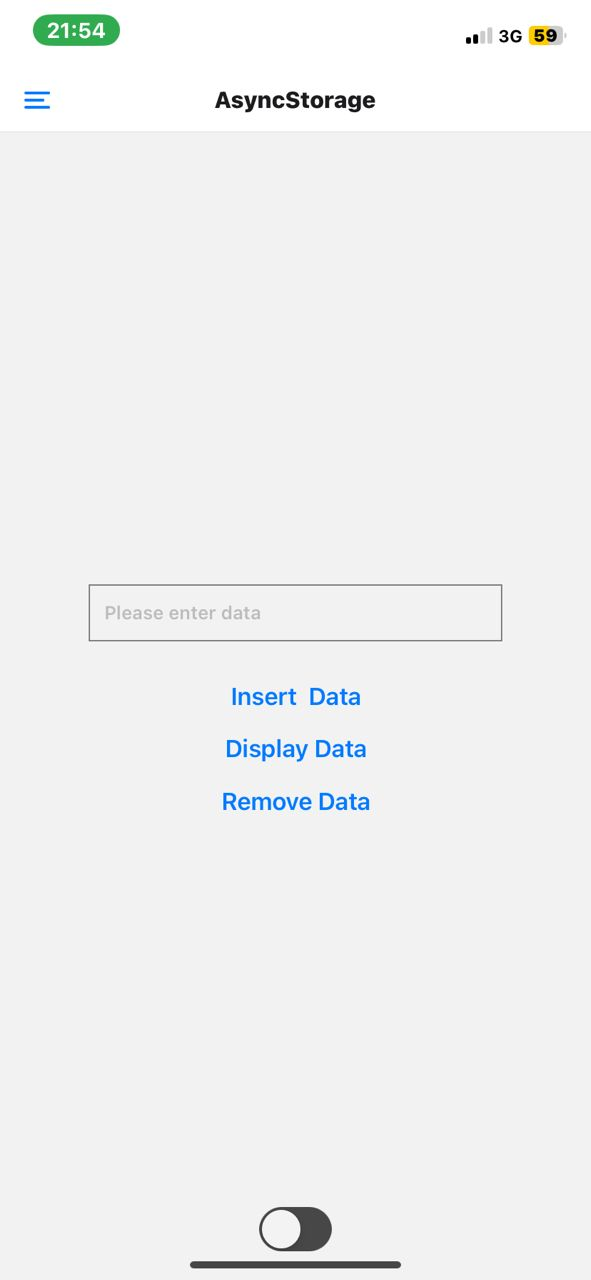 21:54
3G 59
AsyncStorage
Please enter data
Insert  Data
Display Data
Remove Data